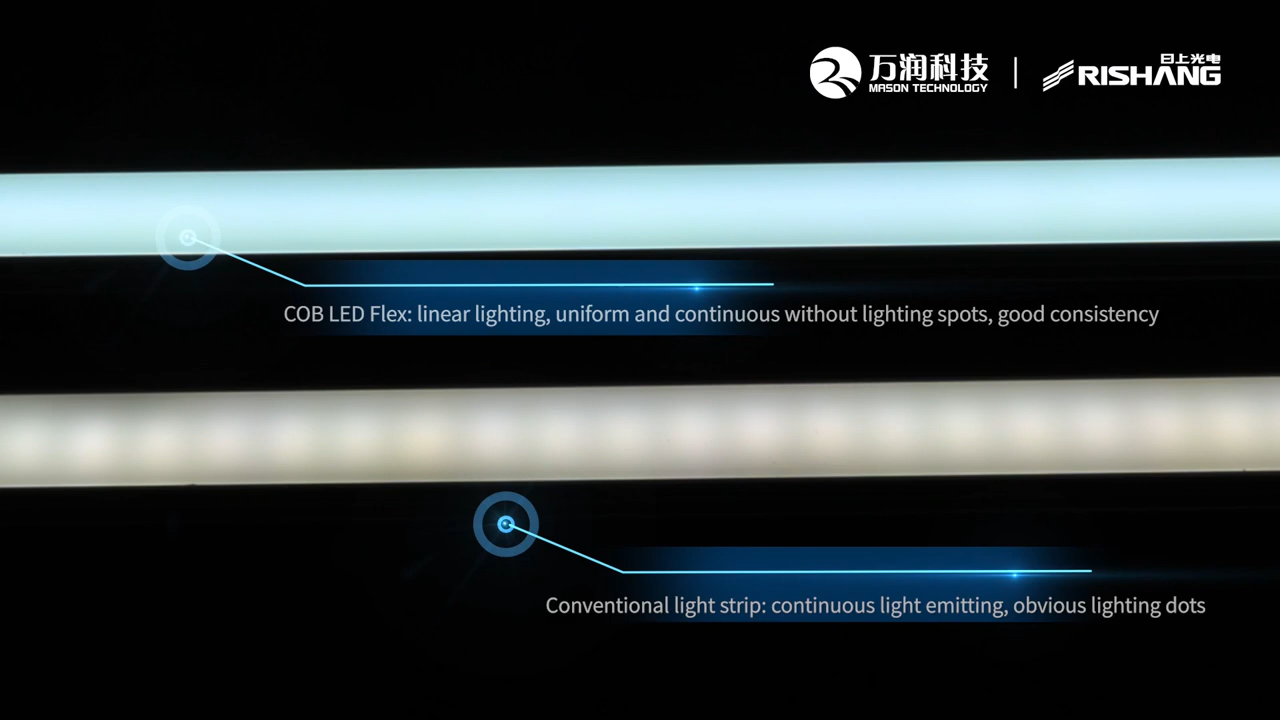 万润科技
MASON TECHNOLOGY
日上光电
RISHANG
COB LED Flex: linear lighting, uniform and continuous without lighting spots, good consistency
Conventional light strip: continuous light emitting, obvious lighting dots